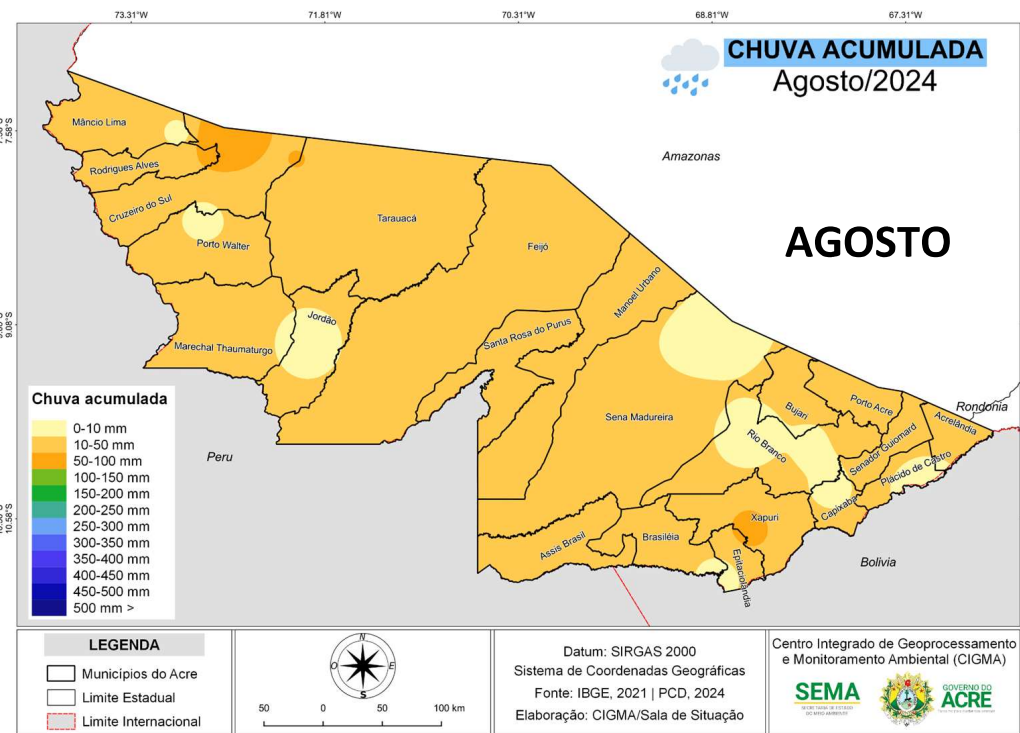 73.31°W 71.81°W 70.31°W 68.81°W 67.31°W
CHUVA ACUMULADA
Agosto/2024
Mâncio Lima
7.58°S
Amazonas
Rodrigues Alves
Cruzeiro do Sul
Tarauacá
Porto Walter
Feijó
AGOSTO
Manoel Urbano
9.08°S
Jordão
Santa Rosa do Purus
Marechal Thaumaturgo
Chuva acumulada
0-10 mm
10-50 mm
50-100 mm
100-150 mm
150-200 mm
200-250 mm
250-300 mm
300-350 mm
350-400 mm
400-450 mm
450-500 mm
500 mm >
Peru
Sena Madureira
Bujari
Porto Acre
Acrelândia
Rondonia
Rio Branco
Senador Guiomard
Plácido de Castro
Capixaba
10.58°S
Xapuri
Assis Brasil
Brasiléia
Epitaciolândia
Bolivia
LEGENDA
Municípios do Acre
Limite Estadual
Limite Internacional
N
O E
S
50 0 50 100 km
Datum: SIRGAS 2000
Sistema de Coordenadas Geográficas
Fonte: IBGE, 2021 | PCD, 2024
Elaboração: CIGMA/Sala de Situação
Centro Integrado de Geoprocessamento
e Monitoramento Ambiental (CIGMA)
SEMA
SECRETARIA DE ESTADO
DO MEIO AMBIENTE
GOVERNO DO
ACRE